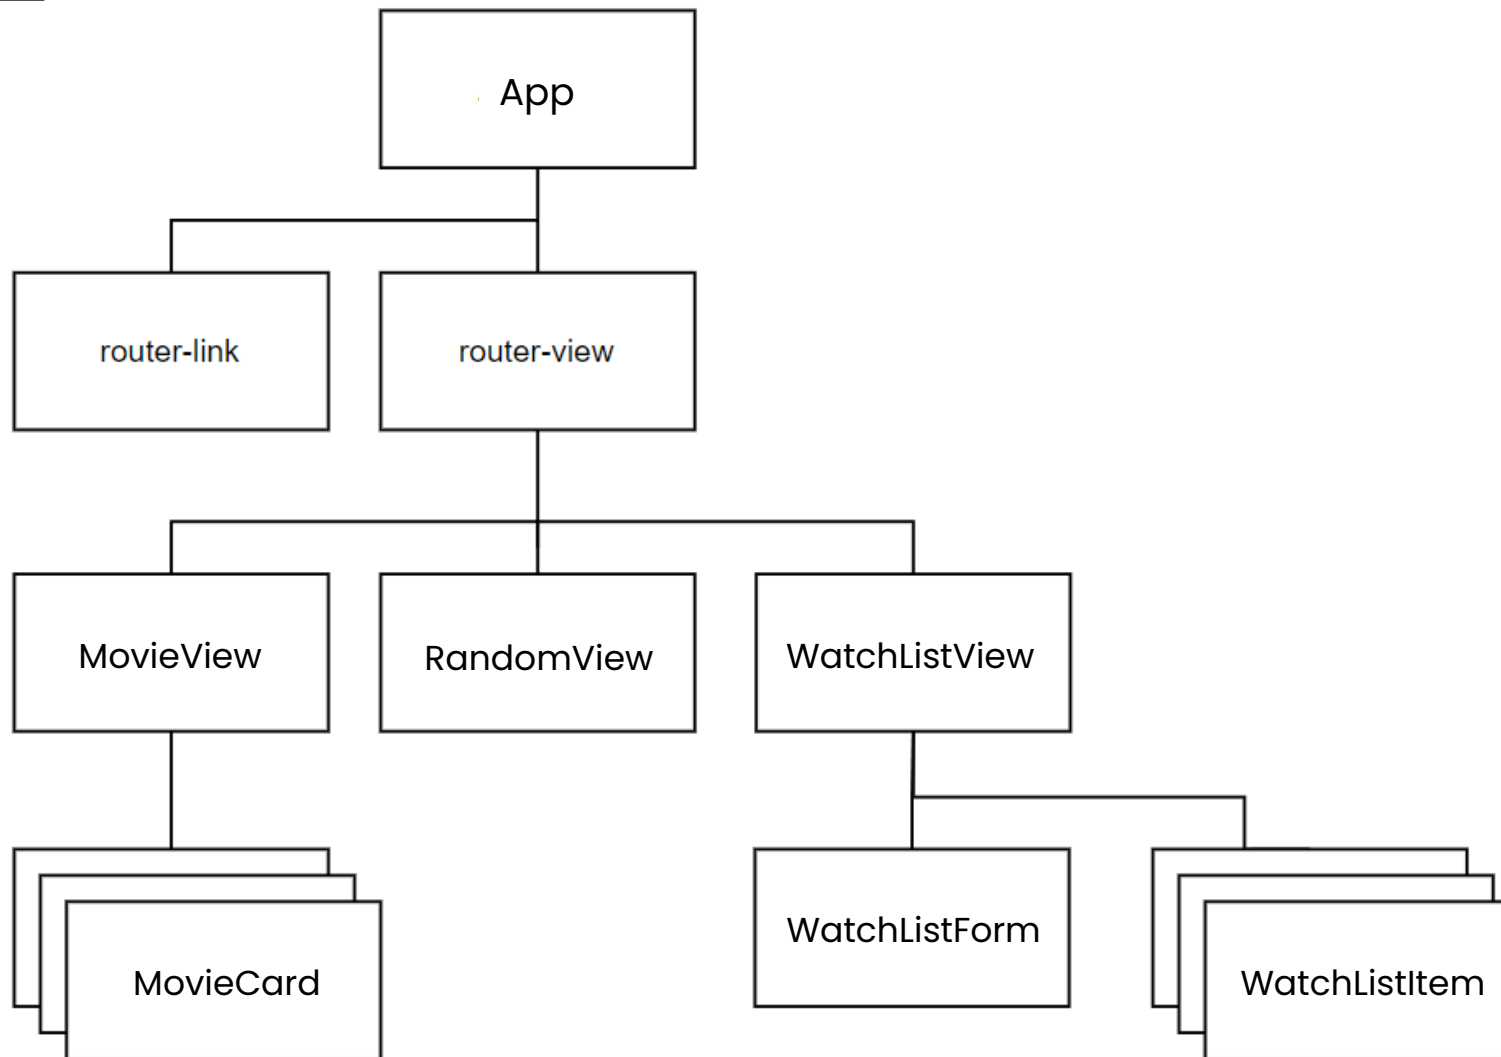 App
router-link
router-view
MovieView
RandomView
WatchListView
MovieCard
WatchListForm
WatchListItem